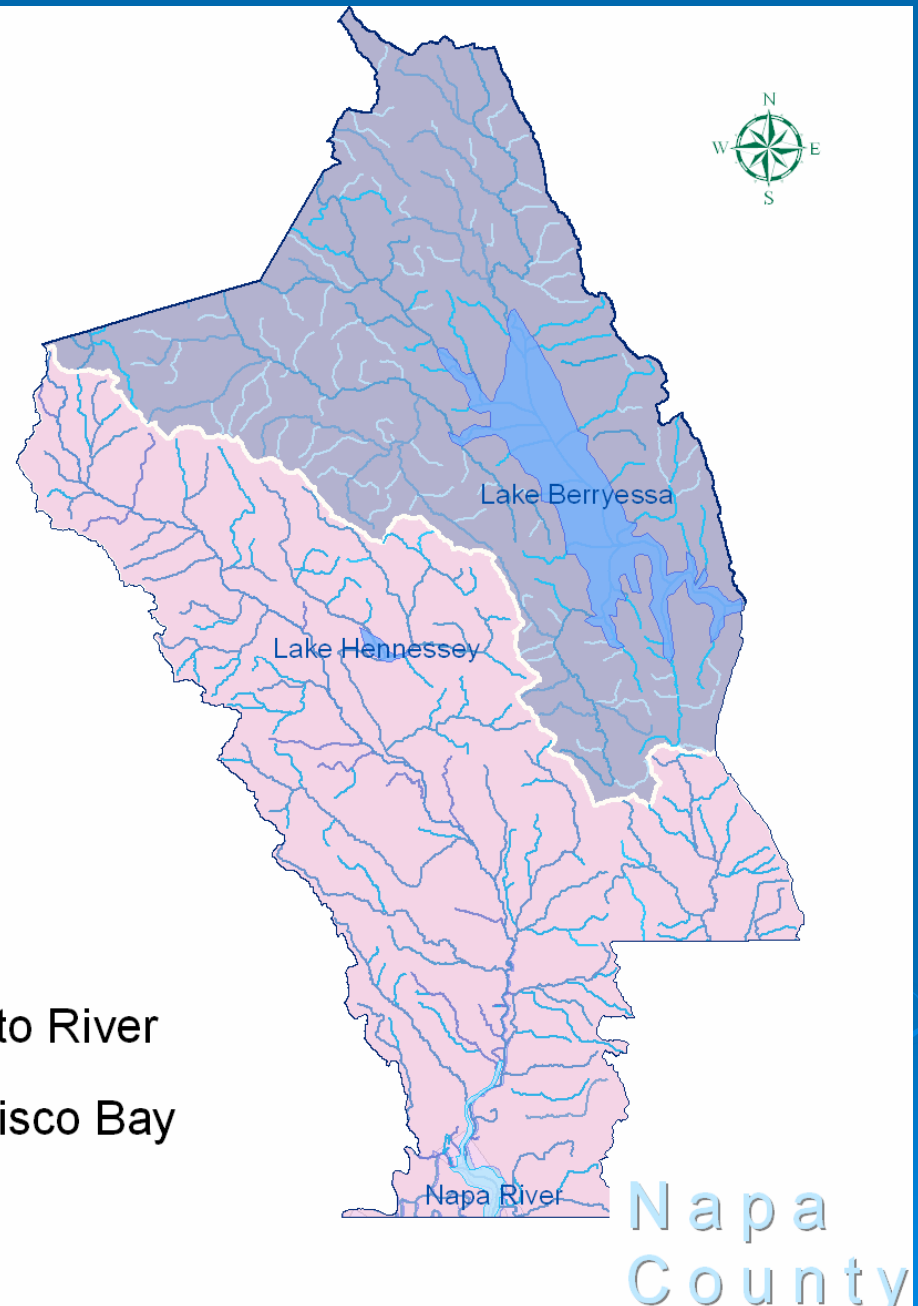 N
W E
S
Lake Berryessa
Lake Hennessey
to River
isco Bay
Napa River
Napa
County